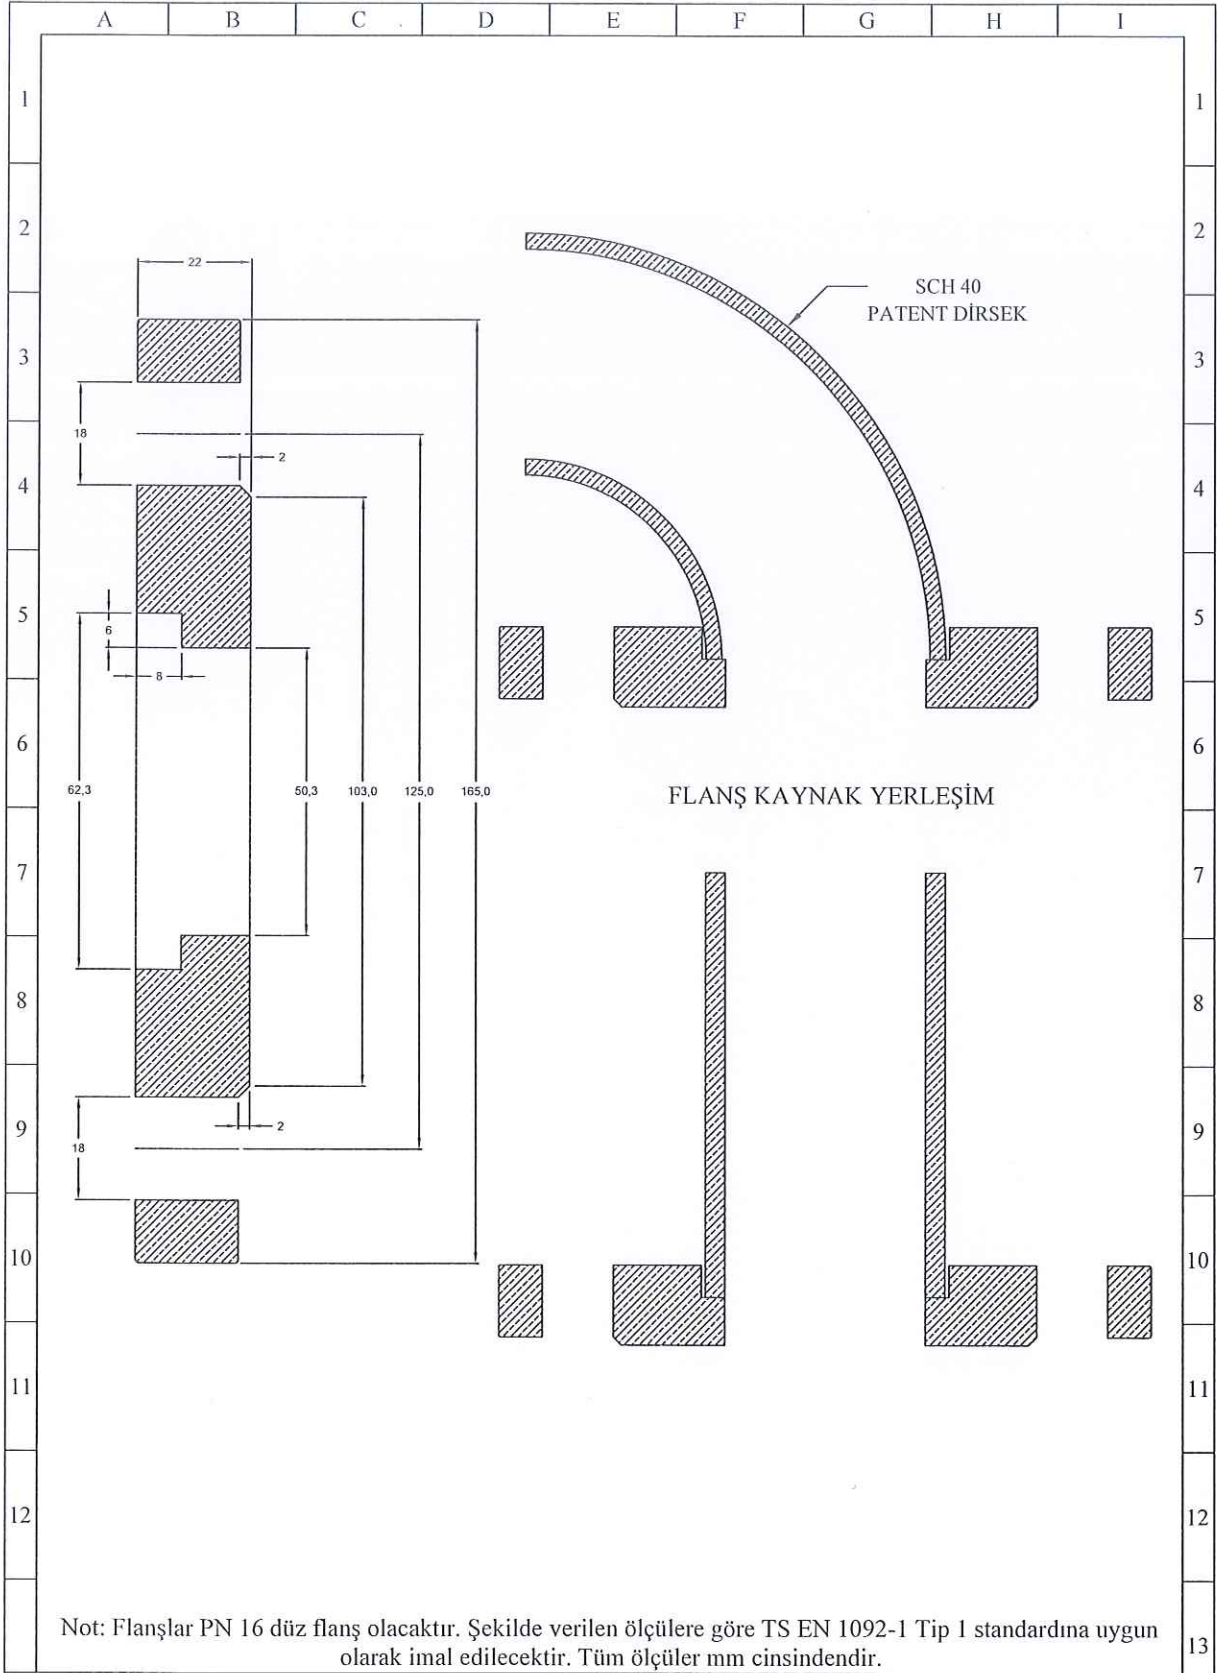 A B C D E F G H I
1 1
2 2
22
SCH 40
PATENT DİRSEK
3 3
18
2
4 4
5 5
6
8
6 6
62,3 50,3 103,0 125,0 165,0
FLANŞ KAYNAK YERLEŞİM
7 7
8 8
9 9
2
18
10 10
11 11
12 12
Not: Flanşlar PN 16 düz flanş olacaktır. Şekilde verilen ölçülere göre TS EN 1092-1 Tip 1 standardına uygun
olarak imal edilecektir. Tüm ölçüler mm cinsindendir.
13